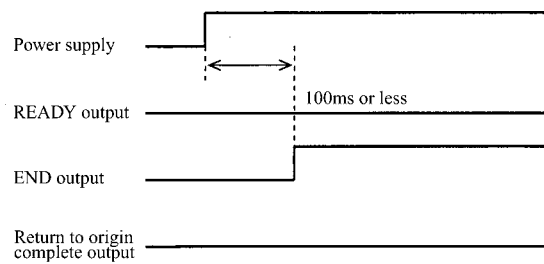 Power supply
100ms or less
READY output
END output
Return to origin
complete output